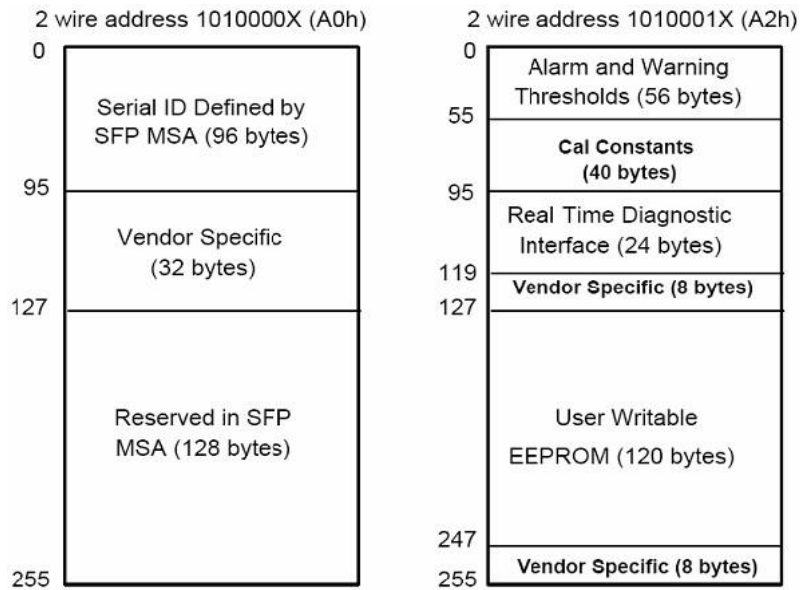 2 wire address 1010000X (A0h)
0
Serial ID Defined by
SFP MSA (96 bytes)
95
Vendor Specific
(32 bytes)
127
Reserved in SFP
MSA (128 bytes)
255
2 wire address 1010001X (A2h)
0
Alarm and Warning
Thresholds (56 bytes)
55
Cal Constants
(40 bytes)
95
Real Time Diagnostic
Interface (24 bytes)
119
Vendor Specific (8 bytes)
127
User Writable
EEPROM (120 bytes)
247
Vendor Specific (8 bytes)
255